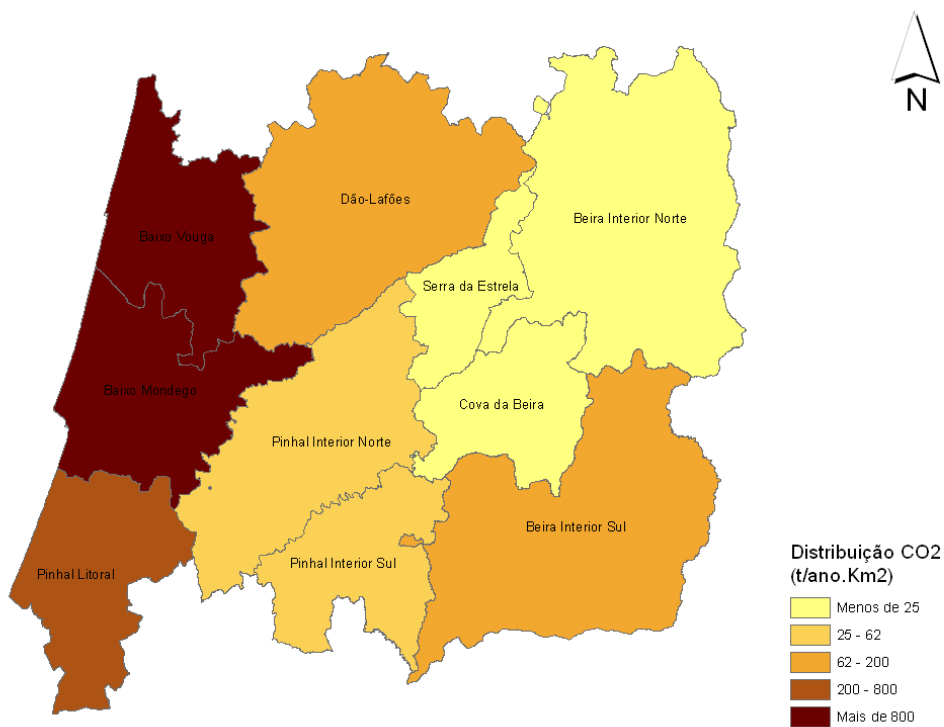 N
Dão-Lafões
Beira Interior Norte
Baixo Vouga
Serra da Estrela
Baixo Mondego
Cova da Beira
Pinhal Interior Norte
Beira Interior Sul
Pinhal Interior Sul
Pinhal Litoral
Distribuição CO2
(t/ano.Km2)
Menos de 25
25 - 62
62 - 200
200 - 800
Mais de 800